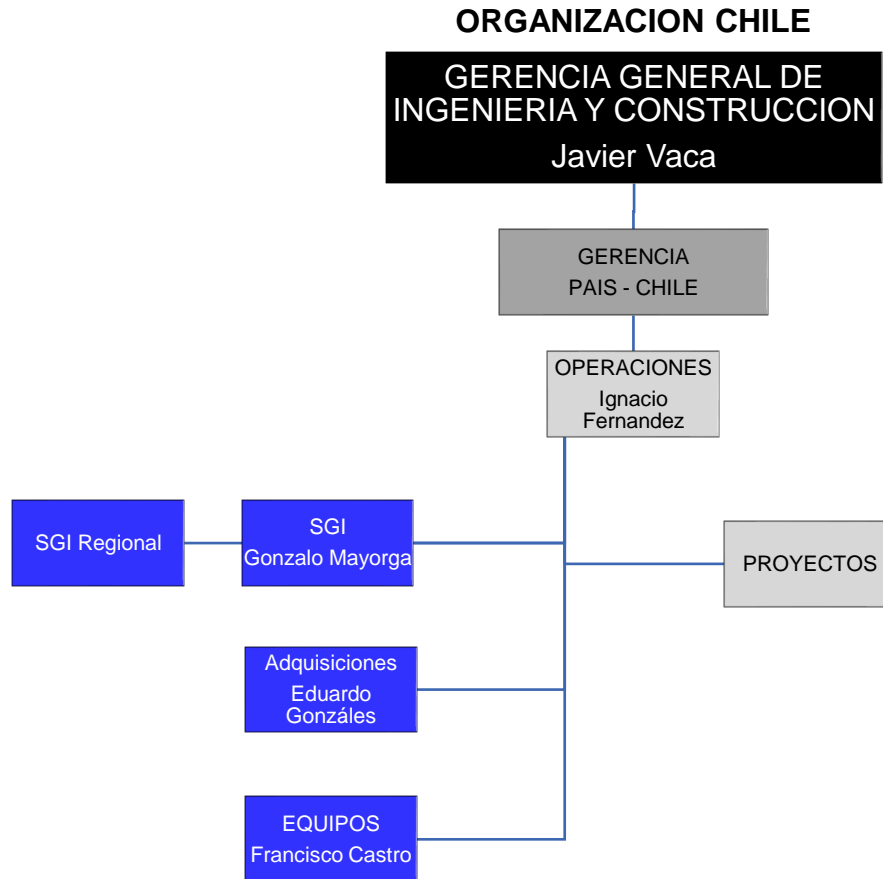 ORGANIZACION CHILE
GERENCIA GENERAL DE
INGENIERIA Y CONSTRUCCION
Javier Vaca
GERENCIA
PAIS - CHILE
OPERACIONES
Ignacio
Fernandez
SGI Regional
SGI
Gonzalo Mayorga
PROYECTOS
Adquisiciones
Eduardo
Gonzáles
EQUIPOS
Francisco Castro